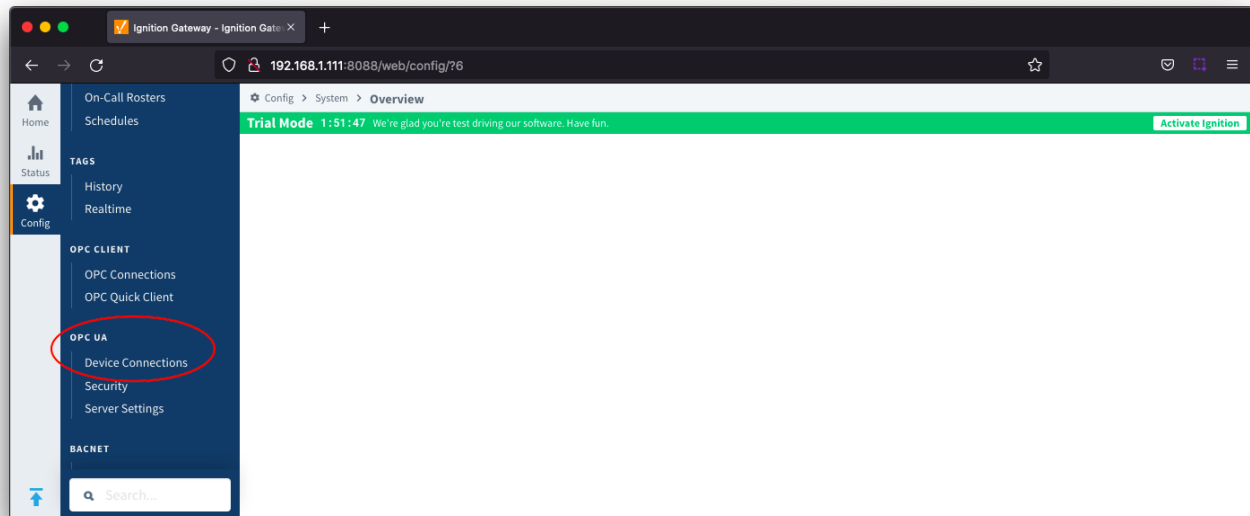 Ignition Gateway - Ignition Gate
192.168.1.111:8088/web/config/?6
Home
Status
Config
On-Call Rosters
Schedules
TAGS
History
Realtime
OPC CLIENT
OPC Connections
OPC Quick Client
OPC UA
Device Connections
Security
Server Settings
BACNET
Search...
Config > System > Overview
Trial Mode 1:51:47 We're glad you're test driving our software. Have fun.
Activate Ignition